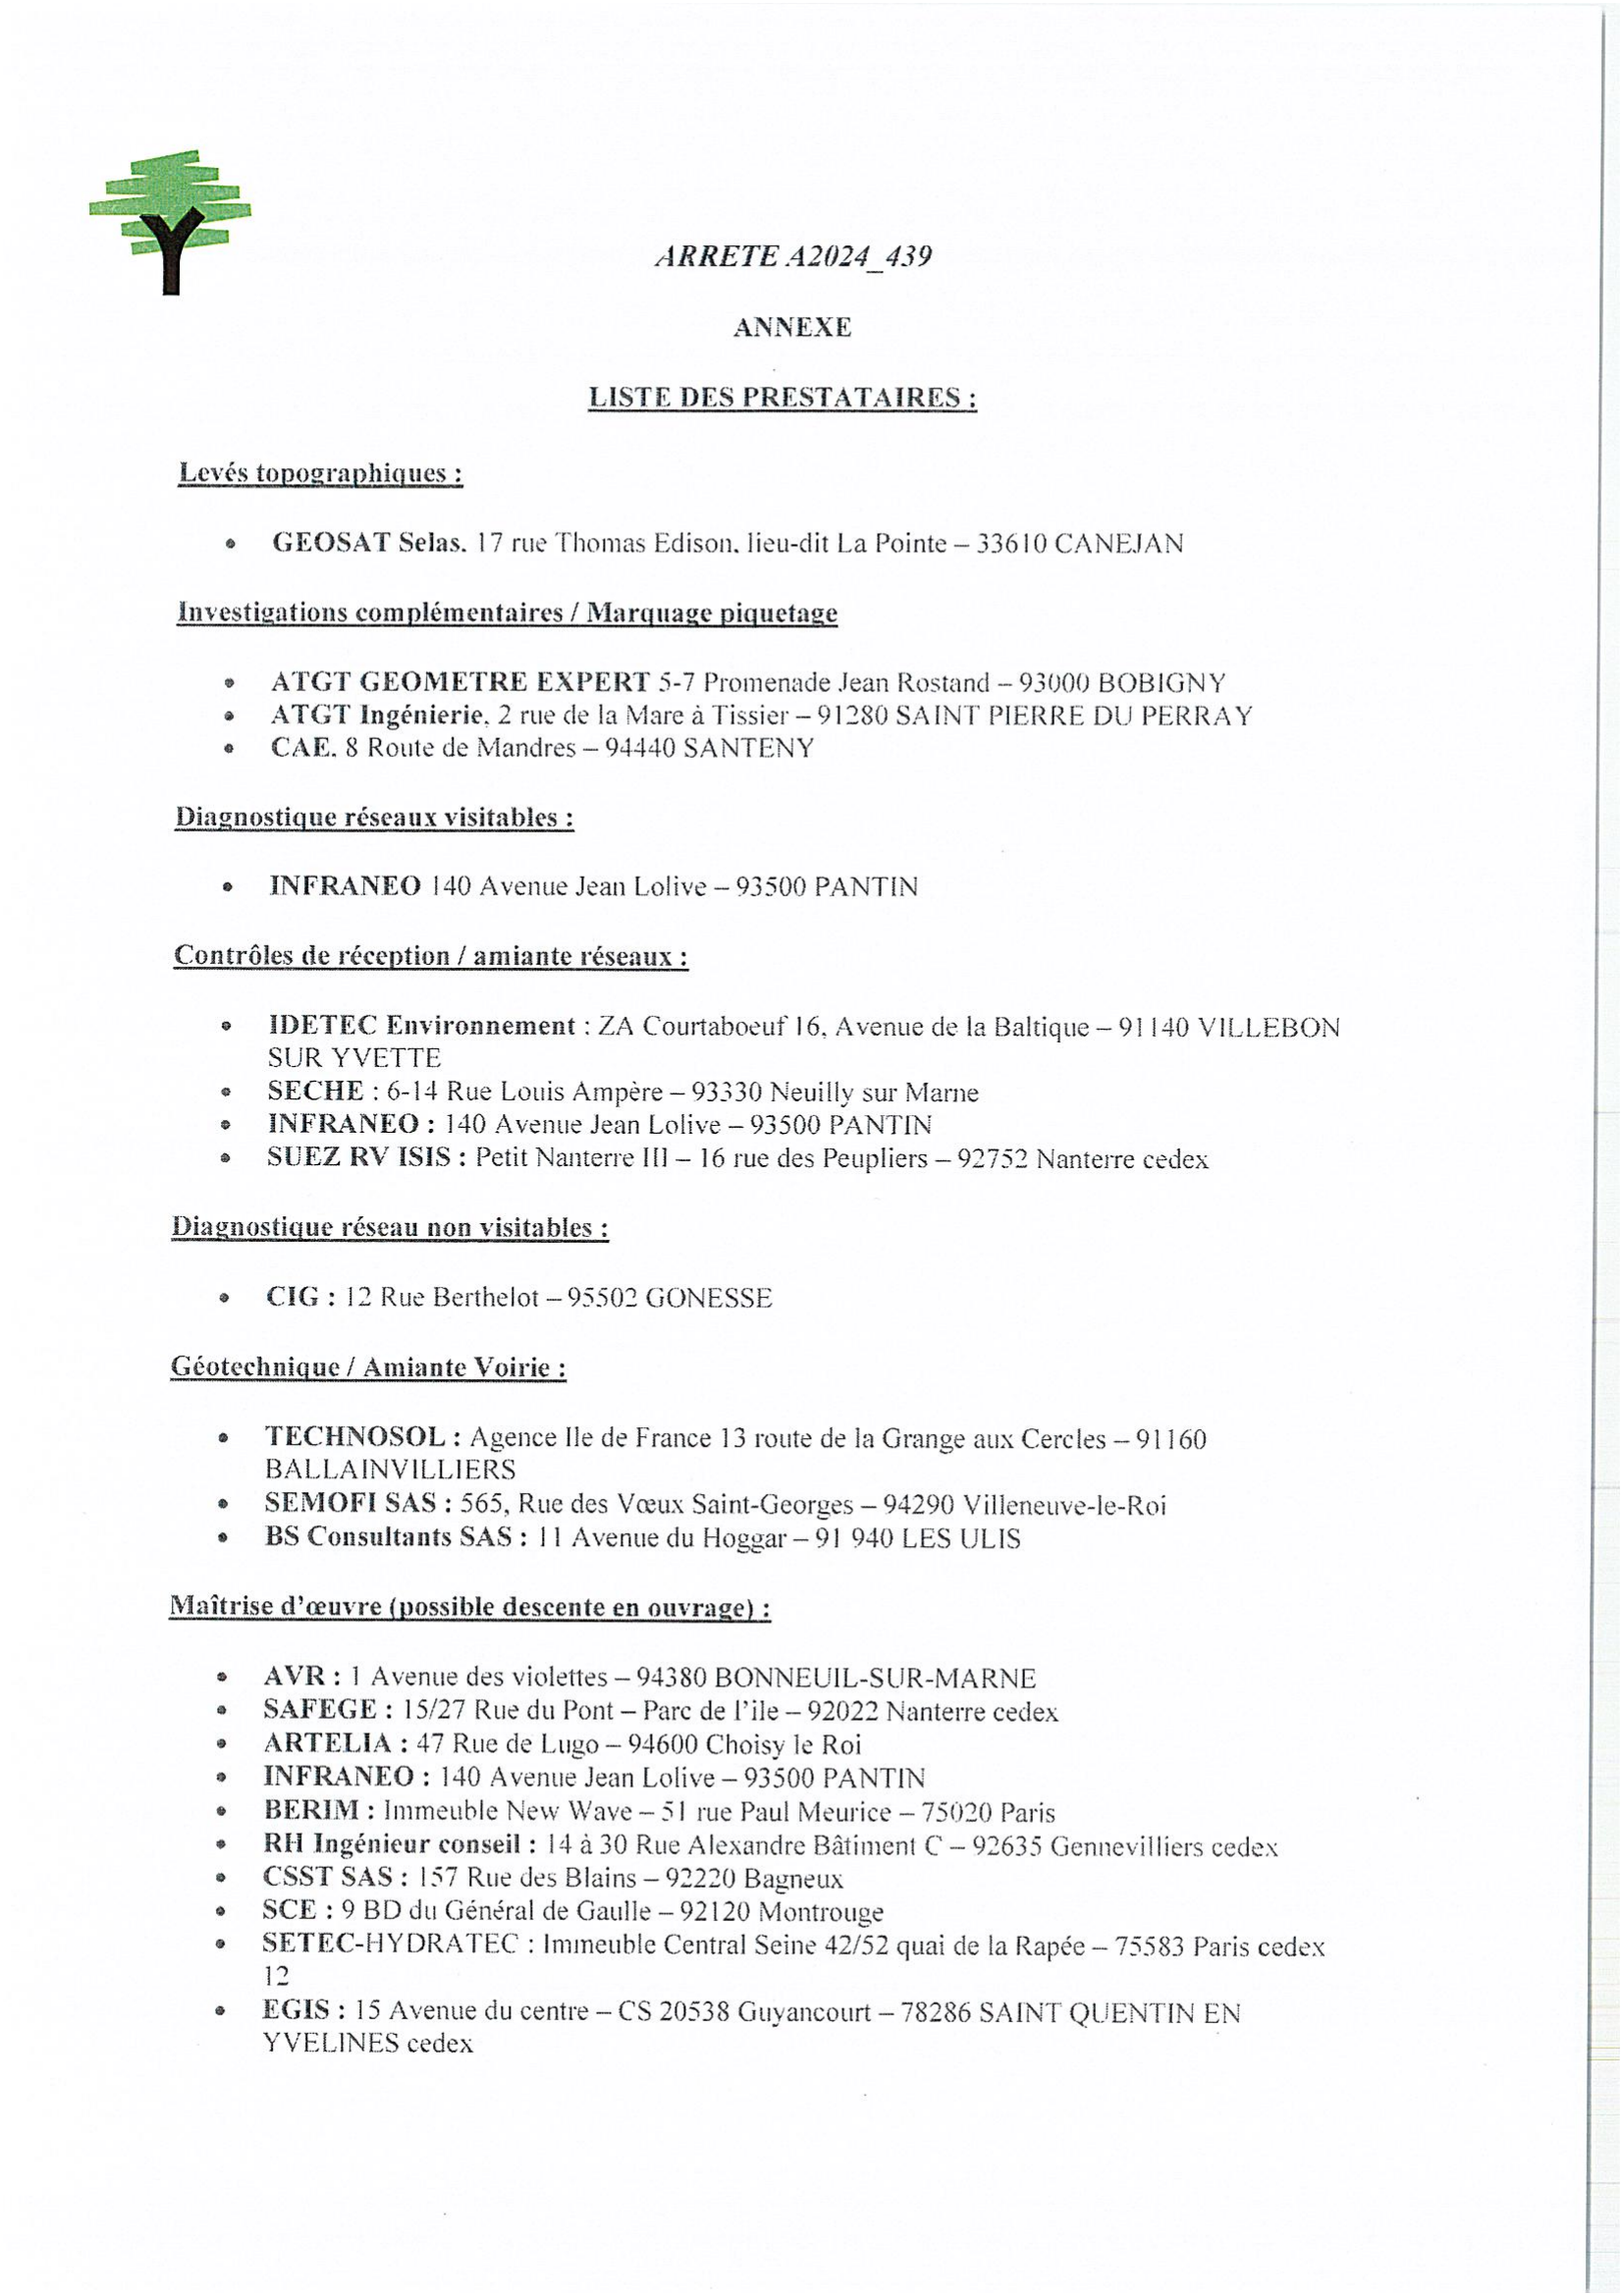 ARRETE A2024_439
ANNEXE
LISTE DES PRESTATAIRES :
Levés topographiques :
• GEOSAT Selas. 17 rue Thomas Edison. lieu-dit La Pointe – 33610 CANEJAN
Investigations complémentaires / Marquage piquetage
• ATGT GEOMETRE EXPERT 5-7 Promenade Jean Rostand – 93000 BOBIGNY
• ATGT Ingénierie. 2 rue de la Mare à Tissier – 91280 SAINT PIERRE DU PERRAY
• CAE. 8 Route de Mandres – 94440 SANTENY
Diagnostique réseaux visitables :
• INFRANEO 140 Avenue Jean Lolive – 93500 PANTIN
Contrôles de réception / amiante réseaux :
• IDETEC Environnement : ZA Courtaboeuf 16, Avenue de la Baltique – 91140 VILLEBON
SUR YVETTE
• SECHE : 6-14 Rue Louis Ampère – 93330 Neuilly sur Marne
• INFRANEO : 140 Avenue Jean Lolive – 93500 PANTIN
• SUEZ RV ISIS : Petit Nanterre III – 16 rue des Peupliers – 92752 Nanterre cedex
Diagnostique réseau non visitables :
• CIG : 12 Rue Berthelot – 95502 GONESSE
Géotechnique / Amiante Voirie :
• TECHNOSOL : Agence Ile de France 13 route de la Grange aux Cercles – 91160
BALLAINVILLIERS
• SEMOFI SAS : 565, Rue des Vœux Saint-Georges – 94290 Villeneuve-le-Roi
• BS Consultants SAS : 11 Avenue du Hoggar – 91 940 LES ULIS
Maîtrise d'œuvre (possible descente en ouvrage) :
• AVR : 1 Avenue des violettes – 94380 BONNEUIL-SUR-MARNE
• SAFEGE : 15/27 Rue du Pont – Parc de l'ile – 92022 Nanterre cedex
• ARTELIA : 47 Rue de Lugo – 94600 Choisy le Roi
• INFRANEO : 140 Avenue Jean Lolive – 93500 PANTIN
• BERIM : Immeuble New Wave – 51 rue Paul Meurice – 75020 Paris
• RH Ingénieur conseil : 14 à 30 Rue Alexandre Bâtiment C – 92635 Gennevilliers cedex
• CSST SAS : 157 Rue des Blains – 92220 Bagneux
• SCE : 9 BD du Général de Gaulle – 92120 Montrouge
• SETEC-HYDRATEC : Immeuble Central Seine 42/52 quai de la Rapée – 75583 Paris cedex
12
• EGIS : 15 Avenue du centre – CS 20538 Guyancourt – 78286 SAINT QUENTIN EN
YVELINES cedex